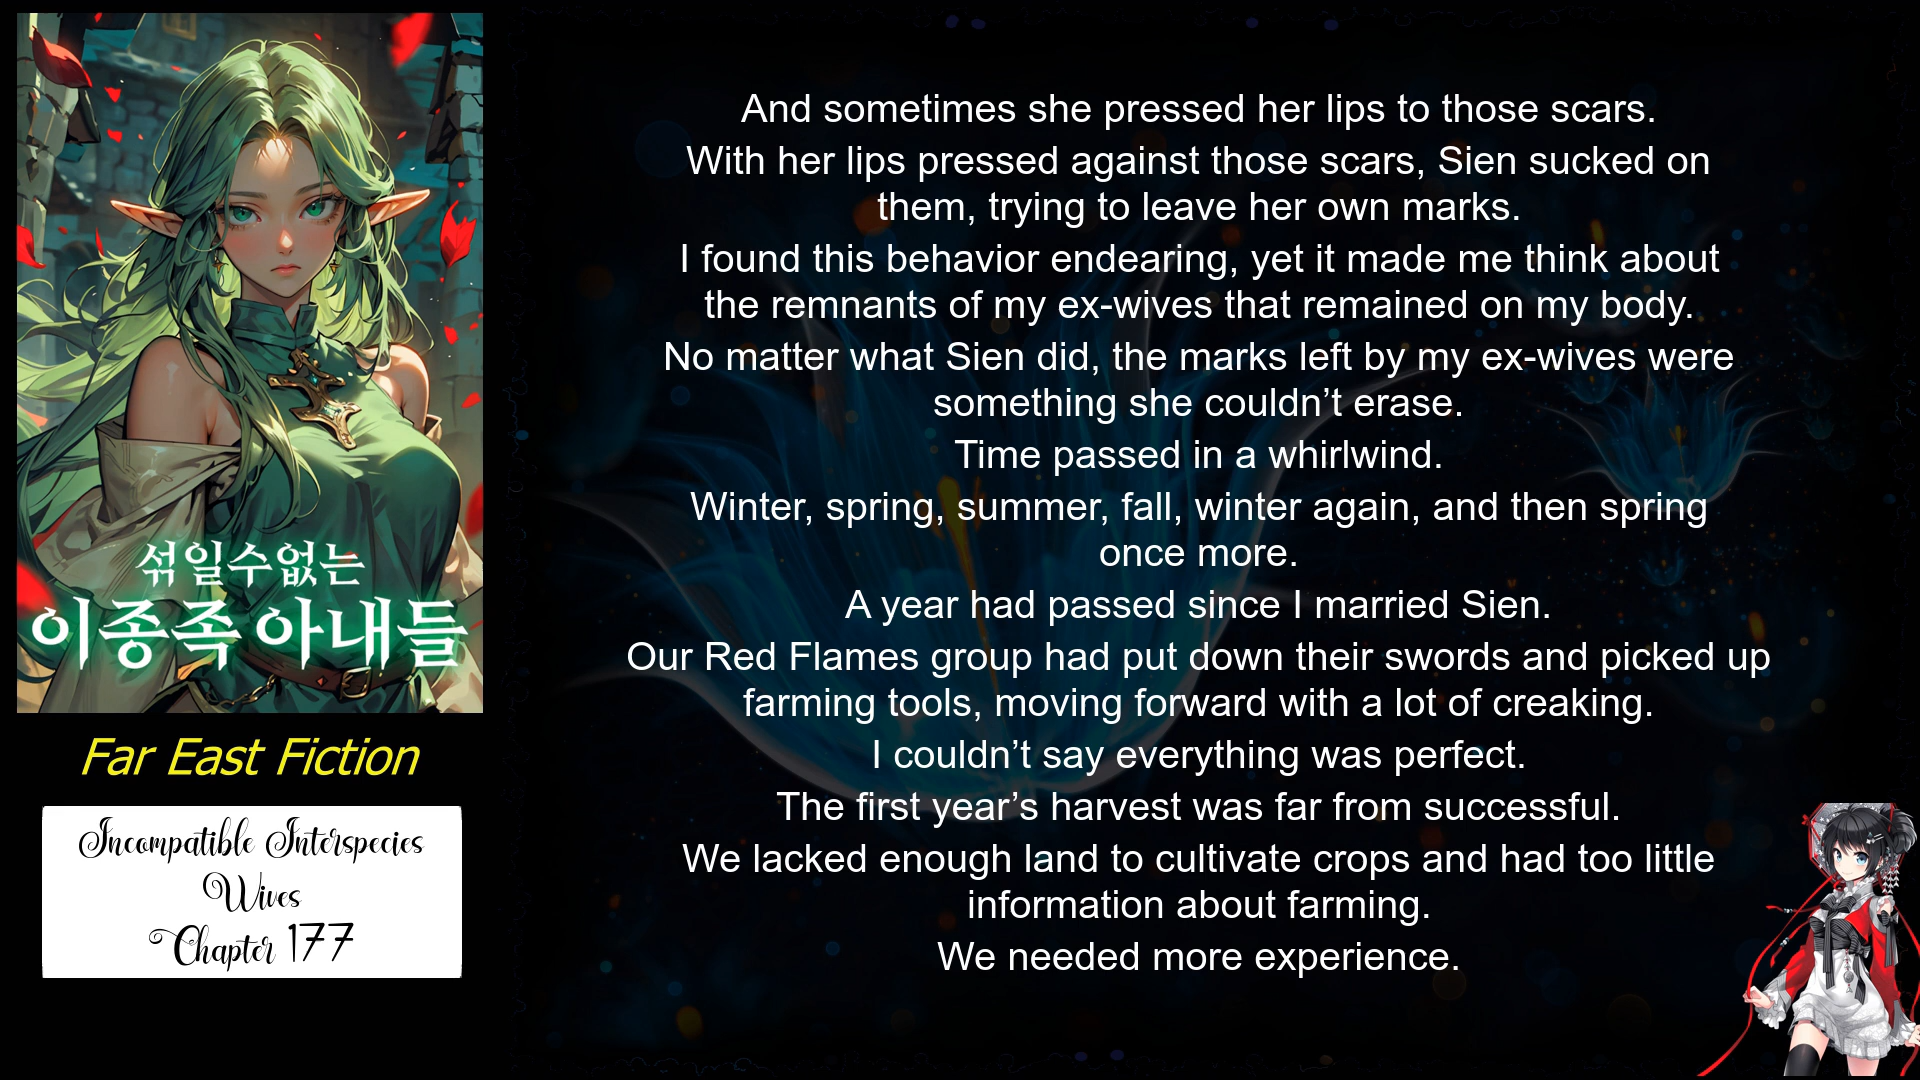 섞일수없는
이종족 아내들
Far East Fiction
Incompatible Interspecies
Wives
Chapter 177
And sometimes she pressed her lips to those scars.
With her lips pressed against those scars, Sien sucked on
them, trying to leave her own marks.
I found this behavior endearing, yet it made me think about
the remnants of my ex-wives that remained on my body.
No matter what Sien did, the marks left by my ex-wives were
something she couldn’t erase.
Time passed in a whirlwind.
Winter, spring, summer, fall, winter again, and then spring
once more.
A year had passed since I married Sien.
Our Red Flames group had put down their swords and picked up
farming tools, moving forward with a lot of creaking.
I couldn’t say everything was perfect.
The first year’s harvest was far from successful.
We lacked enough land to cultivate crops and had too little
information about farming.
We needed more experience.